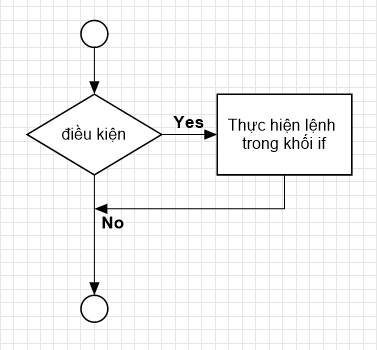 điều kiện
Yes
Thực hiện lệnh
trong khối if
No